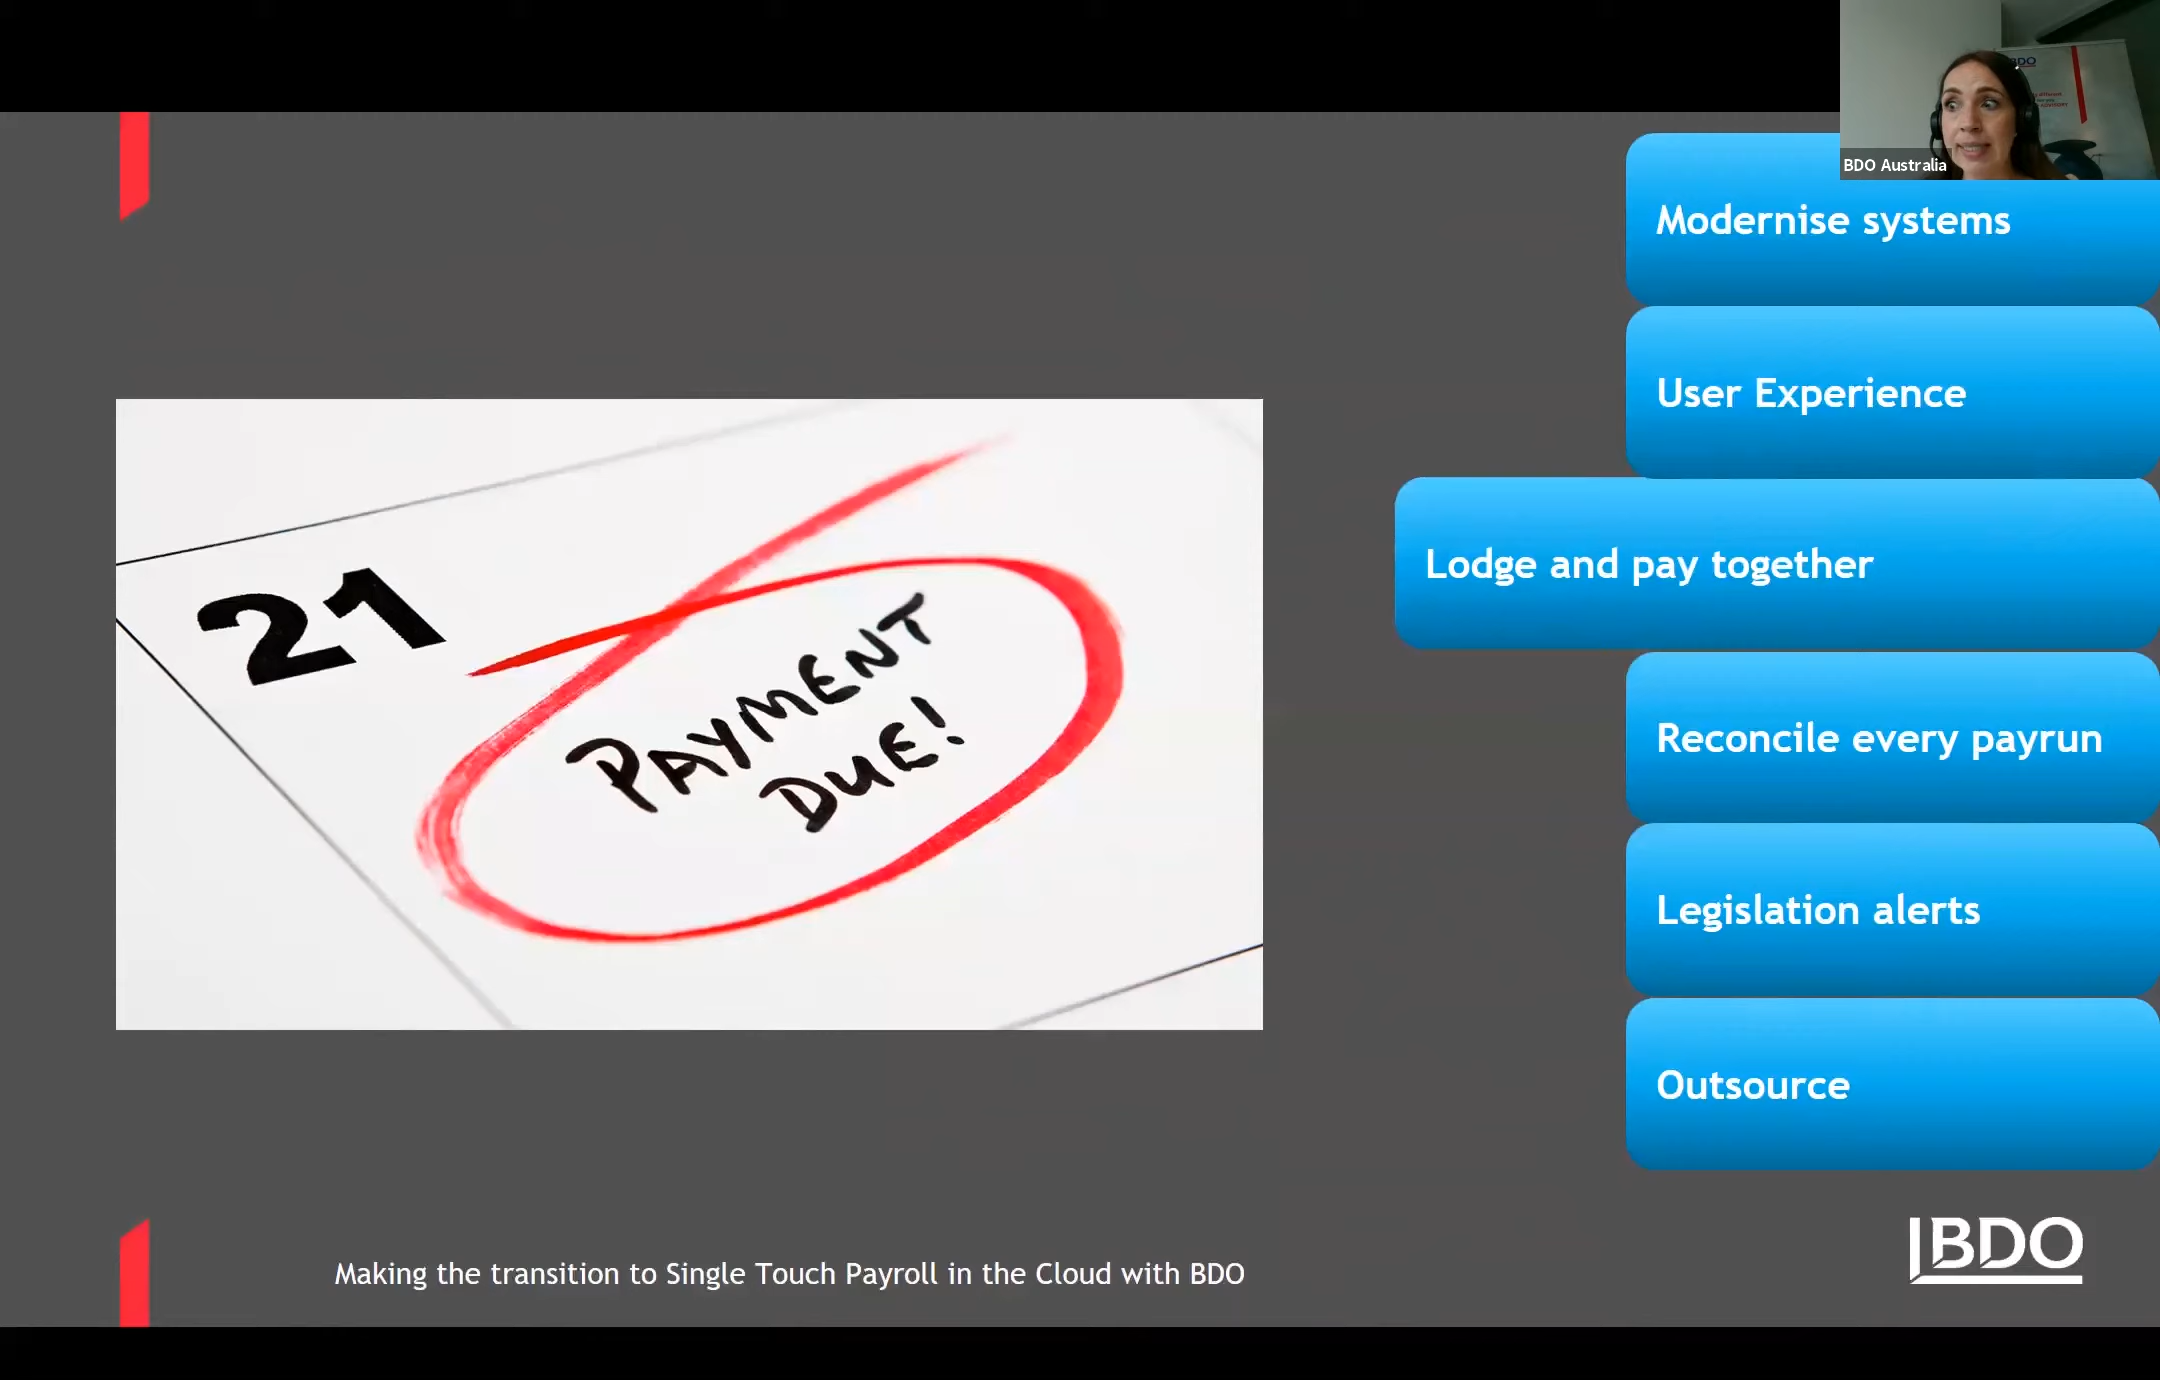 BDO
BDO Australia
Modernise systems
User Experience
Lodge and pay together
Reconcile every payrun
Legislation alerts
Outsource
21
PAYMENT
DUE!
Making the transition to Single Touch Payroll in the Cloud with BDO
BDO